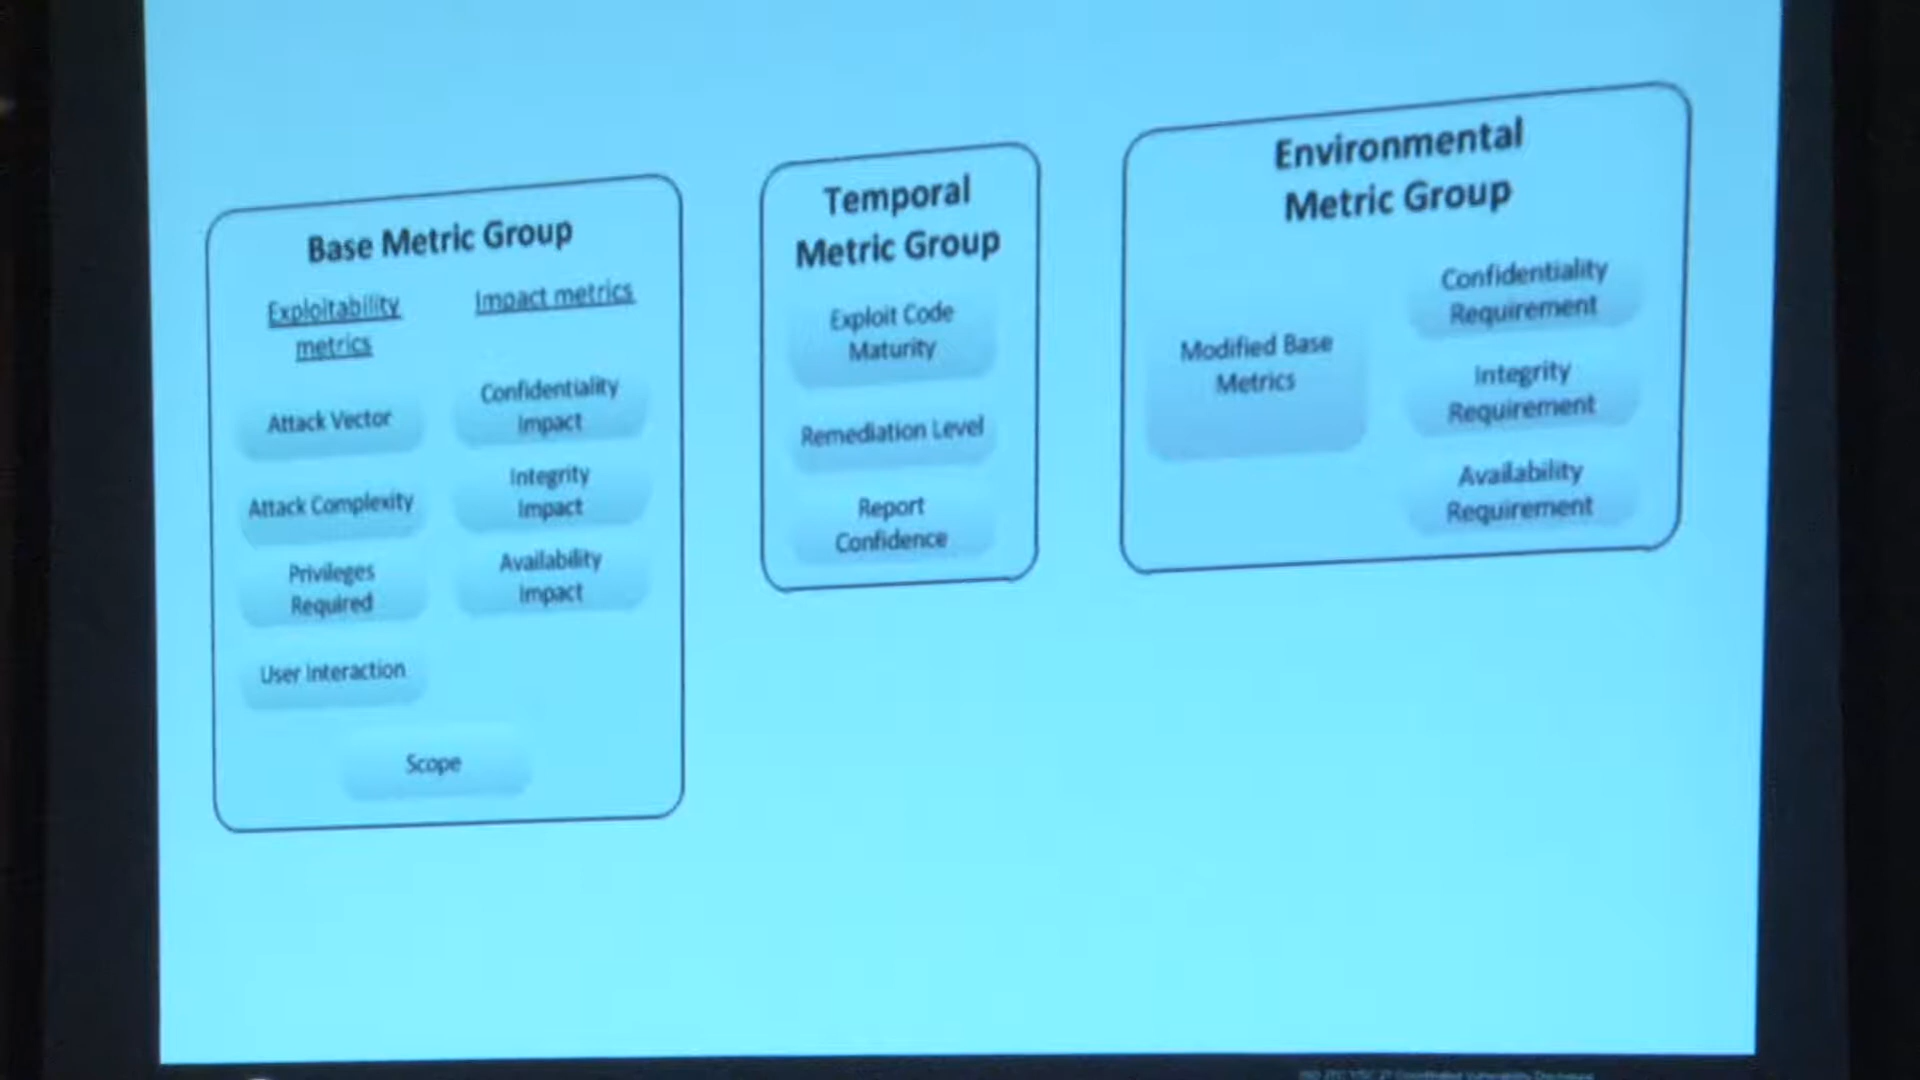 Base Metric Group
Exploitability
metrics
Attack Vector
Attack Complexity
Privileges
Required
User Interaction
Impact metrics
Confidentiality
Impact
Integrity
Impact
Availability
Impact
Scope
Temporal
Metric Group
Exploit Code
Maturity
Remediation Level
Report
Confidence
Environmental
Metric Group
Modified Base
Metrics
Confidentiality
Requirement
Integrity
Requirement
Availability
Requirement